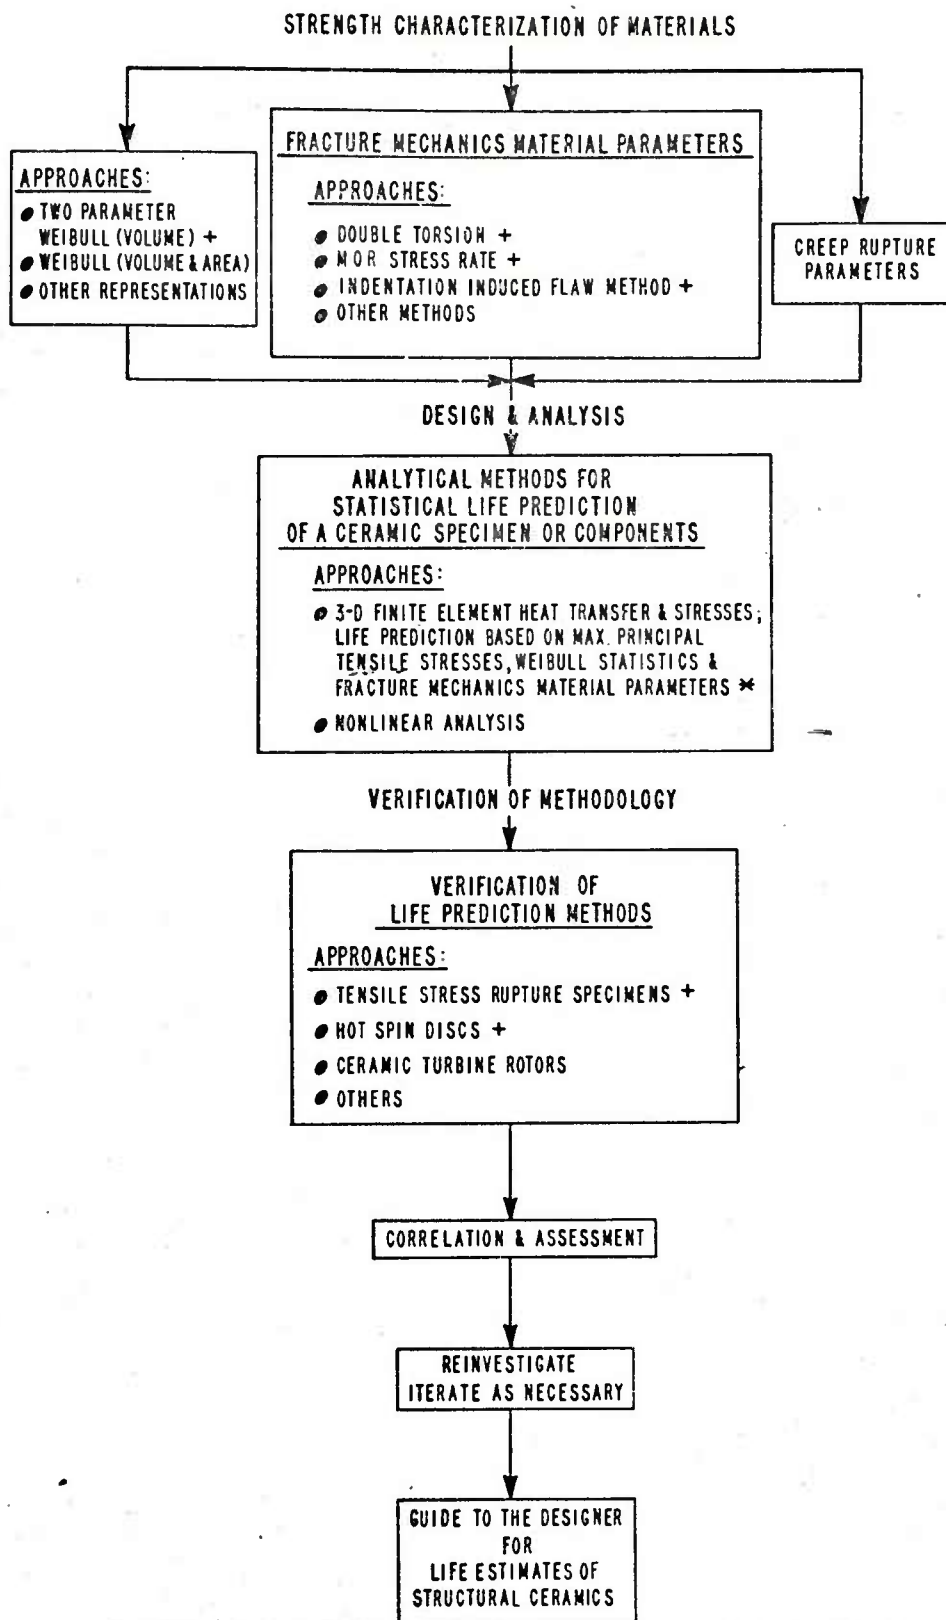 STRENGTH CHARACTERIZATION OF MATERIALS
APPROACHES:
● TWO PARAMETER
WEIBULL (VOLUME) +
● WEIBULL (VOLUME & AREA)
● OTHER REPRESENTATIONS
FRACTURE MECHANICS MATERIAL PARAMETERS
APPROACHES:
● DOUBLE TORSION +
● MOR STRESS RATE +
● INDENTATION INDUCED FLAW METHOD +
● OTHER METHODS
CREEP RUPTURE
PARAMETERS
DESIGN & ANALYSIS
ANALYTICAL METHODS FOR
STATISTICAL LIFE PREDICTION
OF A CERAMIC SPECIMEN OR COMPONENTS
APPROACHES:
● 3-D FINITE ELEMENT HEAT TRANSFER & STRESSES;
LIFE PREDICTION BASED ON MAX. PRINCIPAL
TENSILE STRESSES, WEIBULL STATISTICS &
FRACTURE MECHANICS MATERIAL PARAMETERS *
● NONLINEAR ANALYSIS
VERIFICATION OF METHODOLOGY
VERIFICATION OF
LIFE PREDICTION METHODS
APPROACHES:
● TENSILE STRESS RUPTURE SPECIMENS +
● HOT SPIN DISCS +
● CERAMIC TURBINE ROTORS
● OTHERS
CORRELATION & ASSESSMENT
REINVESTIGATE
ITERATE AS NECESSARY
GUIDE TO THE DESIGNER
FOR
LIFE ESTIMATES OF
STRUCTURAL CERAMICS